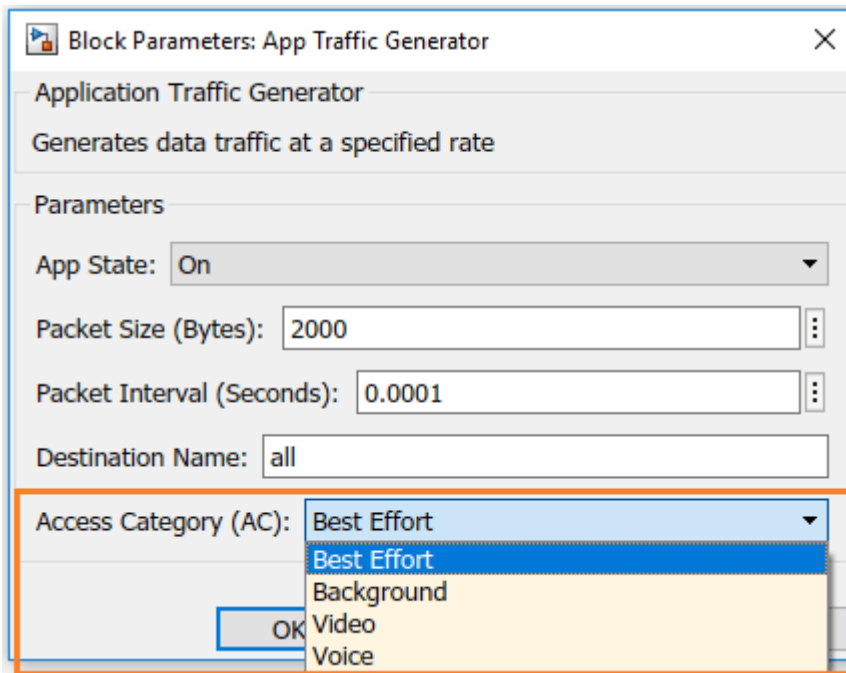 Block Parameters: App Traffic Generator
Application Traffic Generator
Generates data traffic at a specified rate
Parameters
App State: On
Packet Size (Bytes): 2000
Packet Interval (Seconds): 0.0001
Destination Name: all
Access Category (AC): Best Effort
Best Effort
Background
Video
OK
Voice